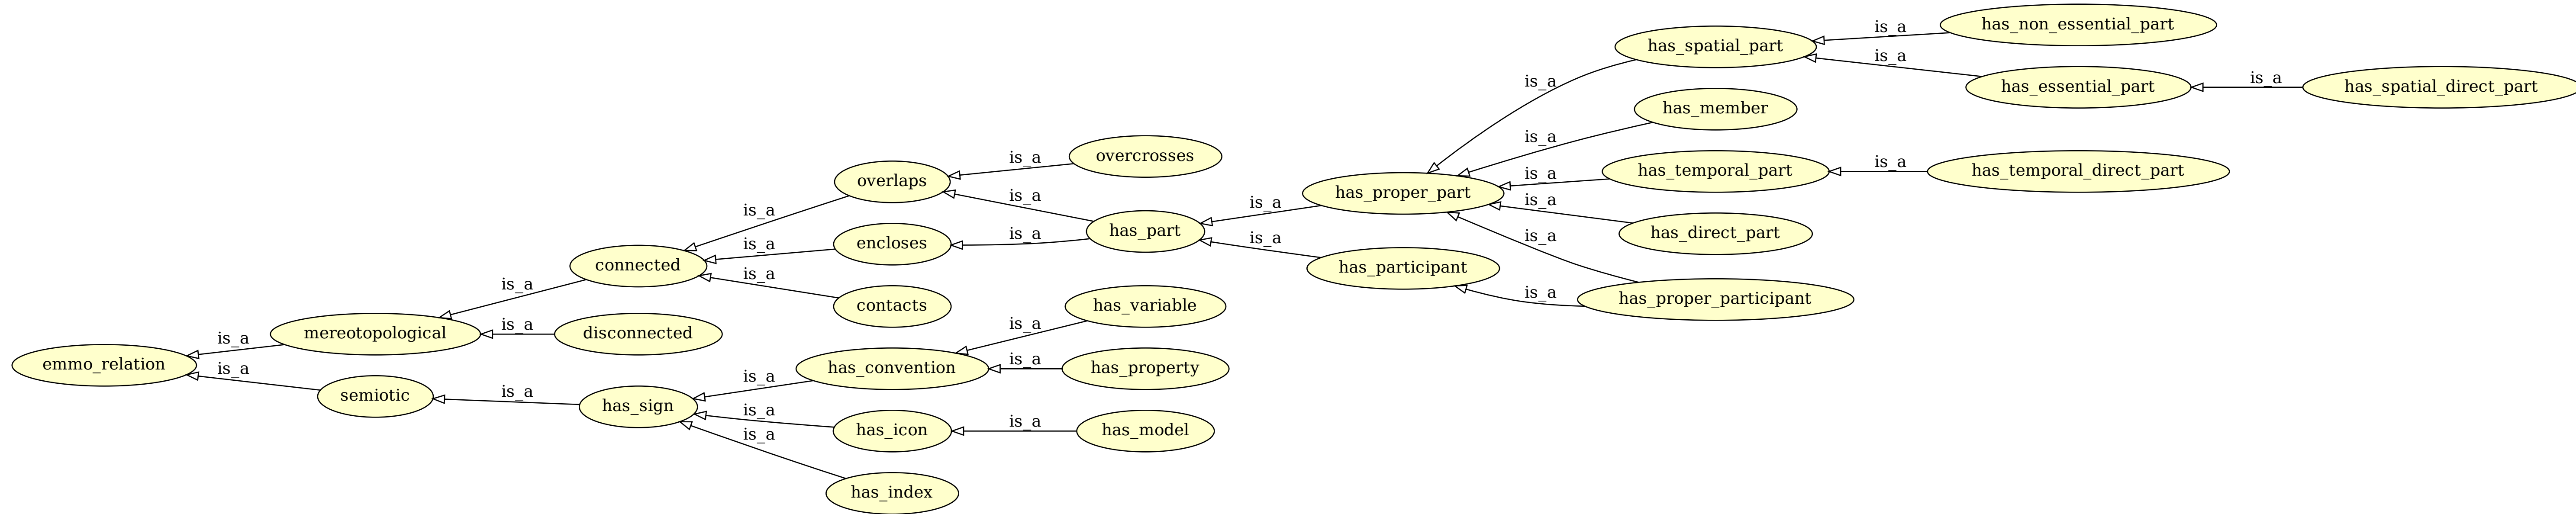 emmo_relation
is_a
is_a
mereotopological
semiotic
is_a
is_a
is_a
connected
disconnected
has_sign
is_a
is_a
is_a
is_a
is_a
is_a
overlaps
encloses
contacts
has_convention
has_icon
has_index
is_a
is_a
is_a
is_a
is_a
is_a
overcrosses
has_part
has_variable
has_property
has_model
is_a
is_a
has_proper_part
has_participant
is_a
is_a
is_a
is_a
is_a
is_a
has_spatial_part
has_member
has_temporal_part
has_direct_part
has_proper_participant
is_a
is_a
is_a
has_non_essential_part
has_essential_part
has_temporal_direct_part
is_a
has_spatial_direct_part